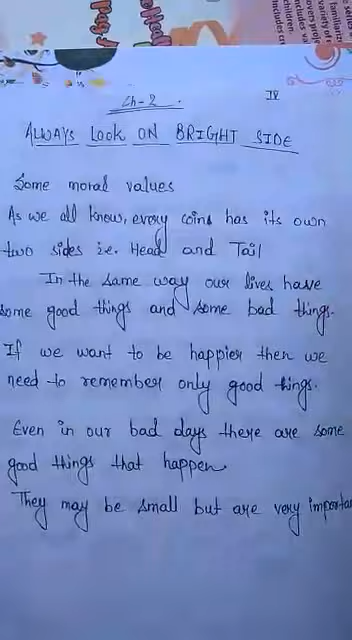 Ch-2.
IV
ALWAYS LOOK ON BRIGHT SIDE
Some moral values
As we all know, every coins has its own
two sides i.e. Head and Tail
In the same way our lives have
some good things and some bad things.
If we want to be happier then we
need to remember only good things.
Even in our bad days there are some
good things that happen.
They may be small but are very importa